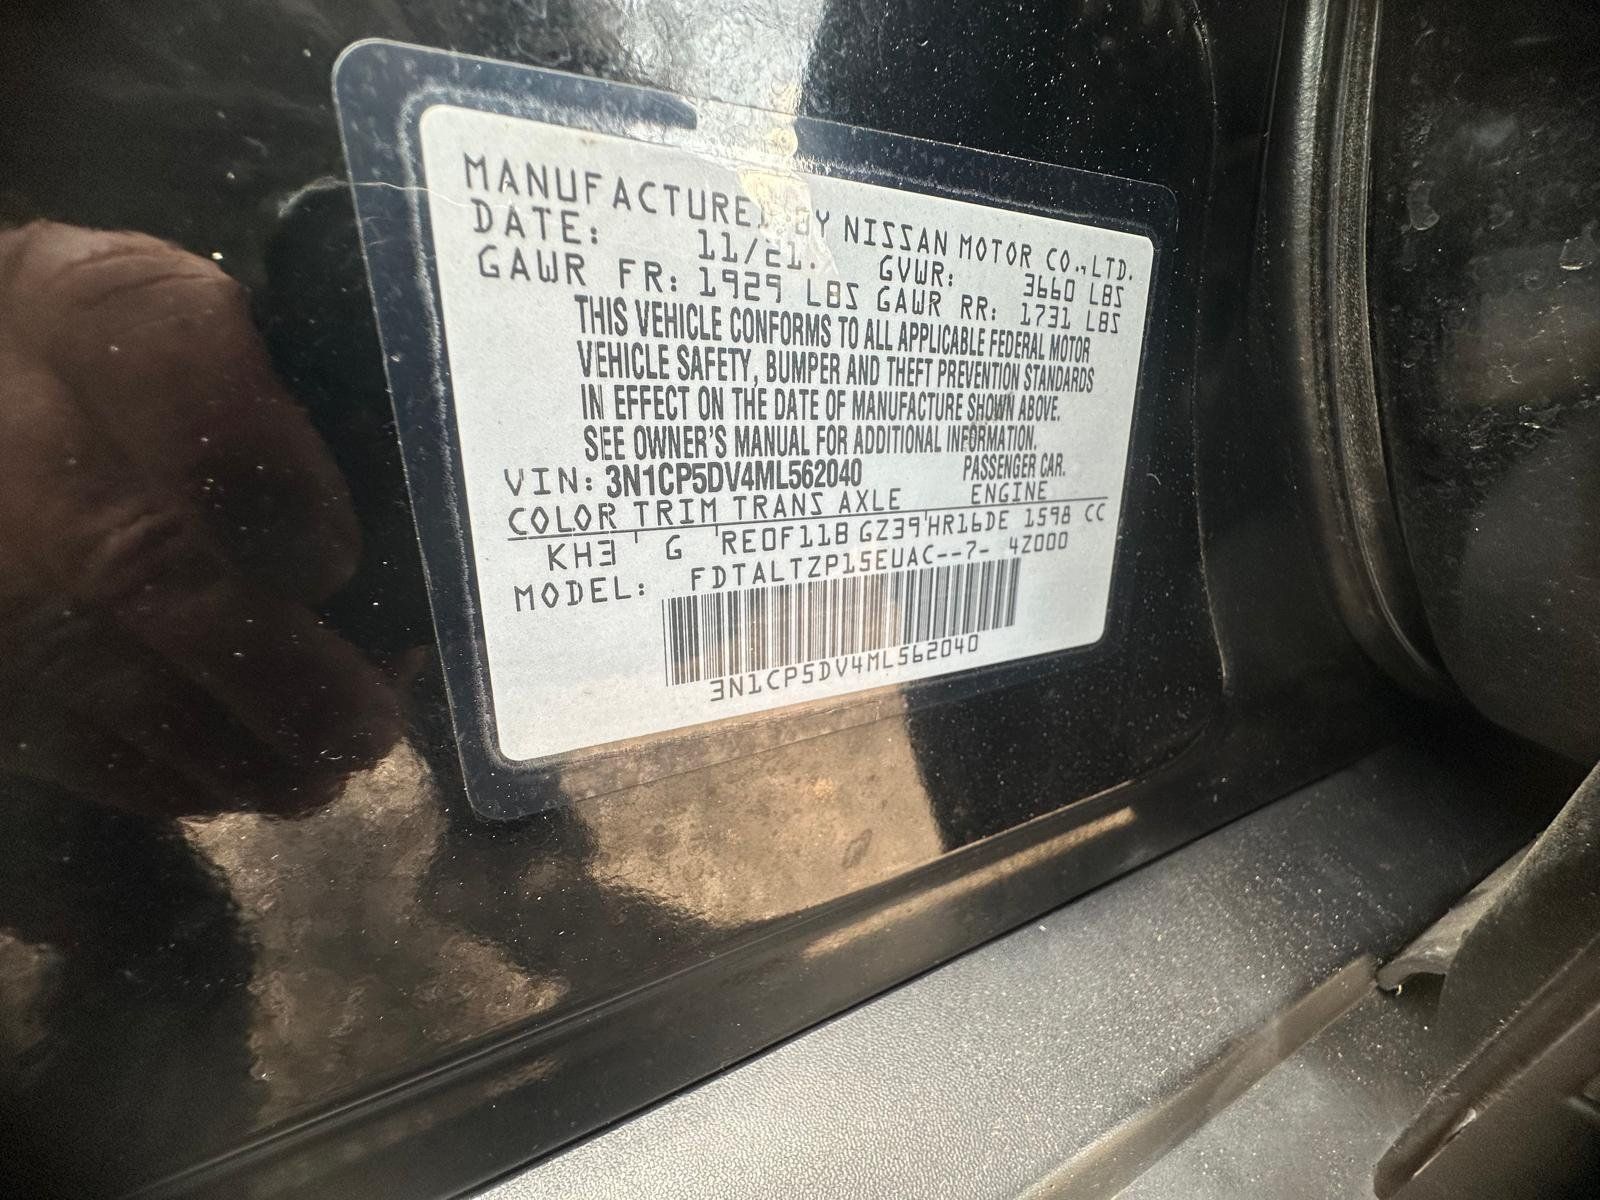 MANUFACTURED BY NISSAN MOTOR CO.,LTD.
DATE: 11/21. GVWR: 3660 LBS
GAWR FR: 1929 LBS GAWR RR: 1731 LBS
THIS VEHICLE CONFORMS TO ALL APPLICABLE FEDERAL MOTOR
VEHICLE SAFETY, BUMPER AND THEFT PREVENTION STANDARDS
IN EFFECT ON THE DATE OF MANUFACTURE SHOWN ABOVE.
SEE OWNER'S MANUAL FOR ADDITIONAL INFORMATION.
VIN: 3N1CP5DV4ML562040 PASSENGER CAR.
COLOR TRIM TRANS AXLE ENGINE
KH3 ' G 'RE0F11B GZ39'HR16DE 1598 CC
MODEL: FDTALTZP15EUAC--7- 4Z000
3N1CP5DV4ML562040